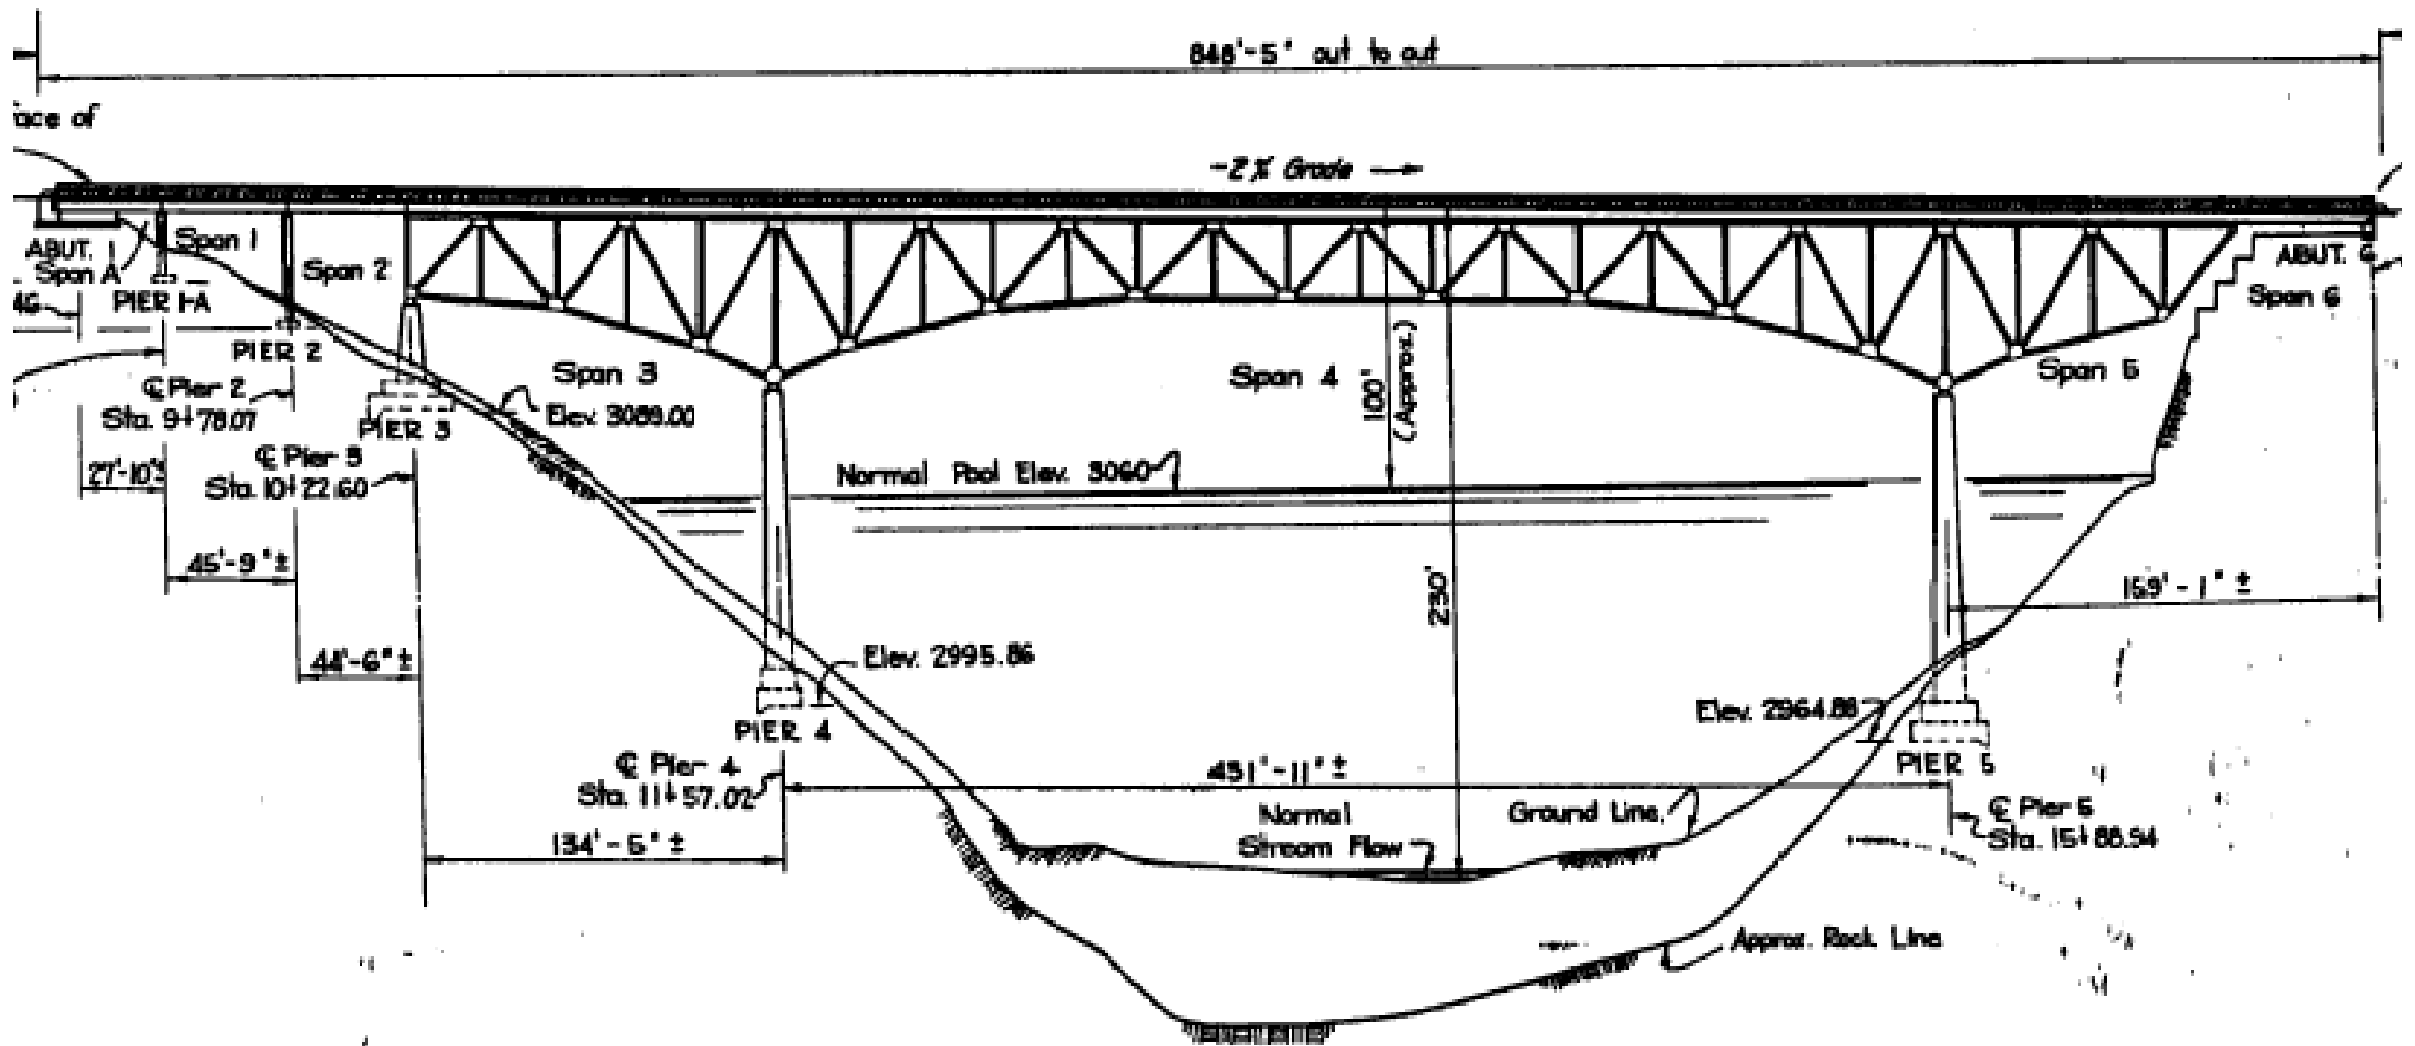 848'-5" out to out
face of
-2% Grade
ABUT. 1
Span A
Span 1
Span 2
PIER 1-A
46
PIER 2
℄ Pier 2
Sta. 9+78.07
PIER 3
℄ Pier 3
Sta. 10+22.60
27'-10"
Span 3
Elev. 3089.00
Span 4
100'
(Approx.)
Span 5
ABUT. 6
Span 6
Normal Pool Elev. 3060
45'-9" ±
44'-6" ±
230'
159'-1" ±
Elev. 2995.86
PIER 4
℄ Pier 4
Sta. 11+57.02
134'-5" ±
431'-11" ±
Elev. 2964.88
PIER 5
℄ Pier 5
Sta. 15+88.94
Normal
Stream Flow
Ground Line
Approx. Rock Line